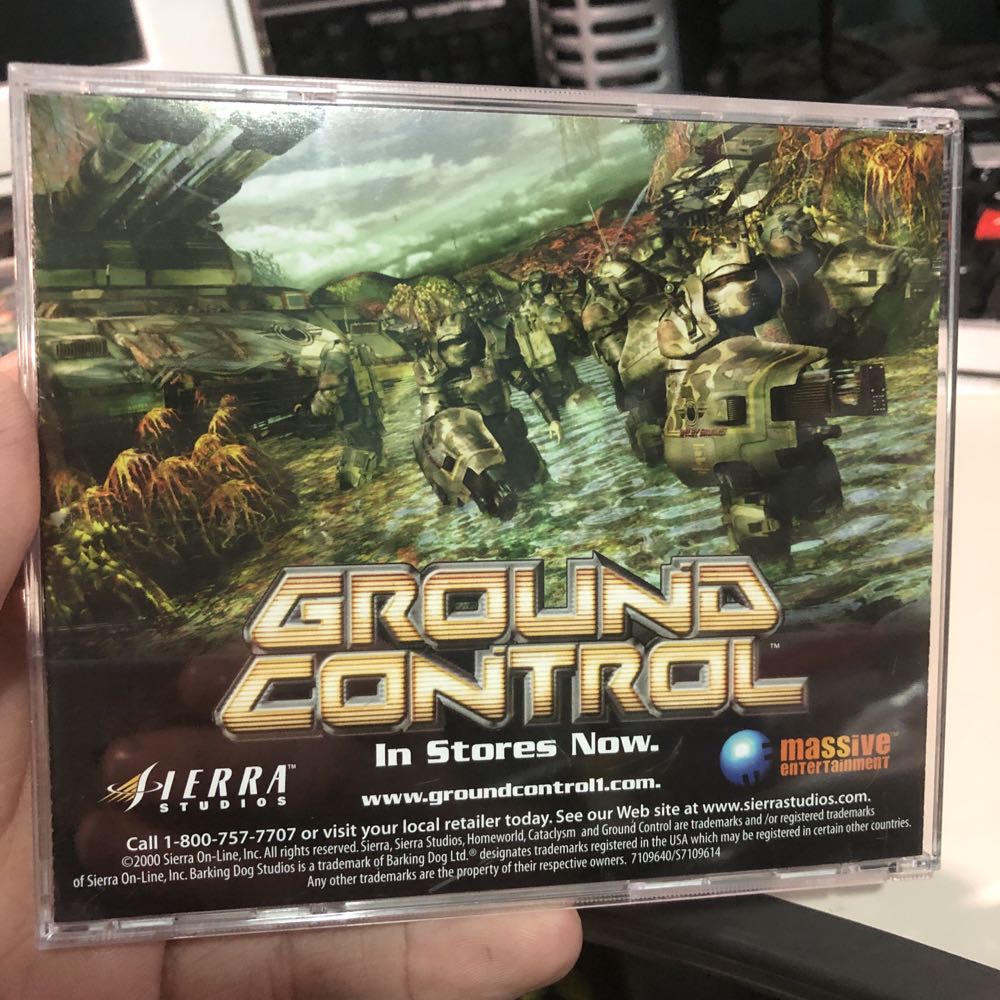 GROUND
CONTROL™
In Stores Now.
massive™
entertainment
SIERRA™
STUDIOS
www.groundcontrol1.com.
Call 1-800-757-7707 or visit your local retailer today. See our Web site at www.sierrastudios.com.
©2000 Sierra On-Line, Inc. All rights reserved. Sierra, Sierra Studios, Homeworld, Cataclysm and Ground Control are trademarks and /or registered trademarks
of Sierra On-Line, Inc. Barking Dog Studios is a trademark of Barking Dog Ltd.® designates trademarks registered in the USA which may be registered in certain other countries.
Any other trademarks are the property of their respective owners. 7109640/S7109614